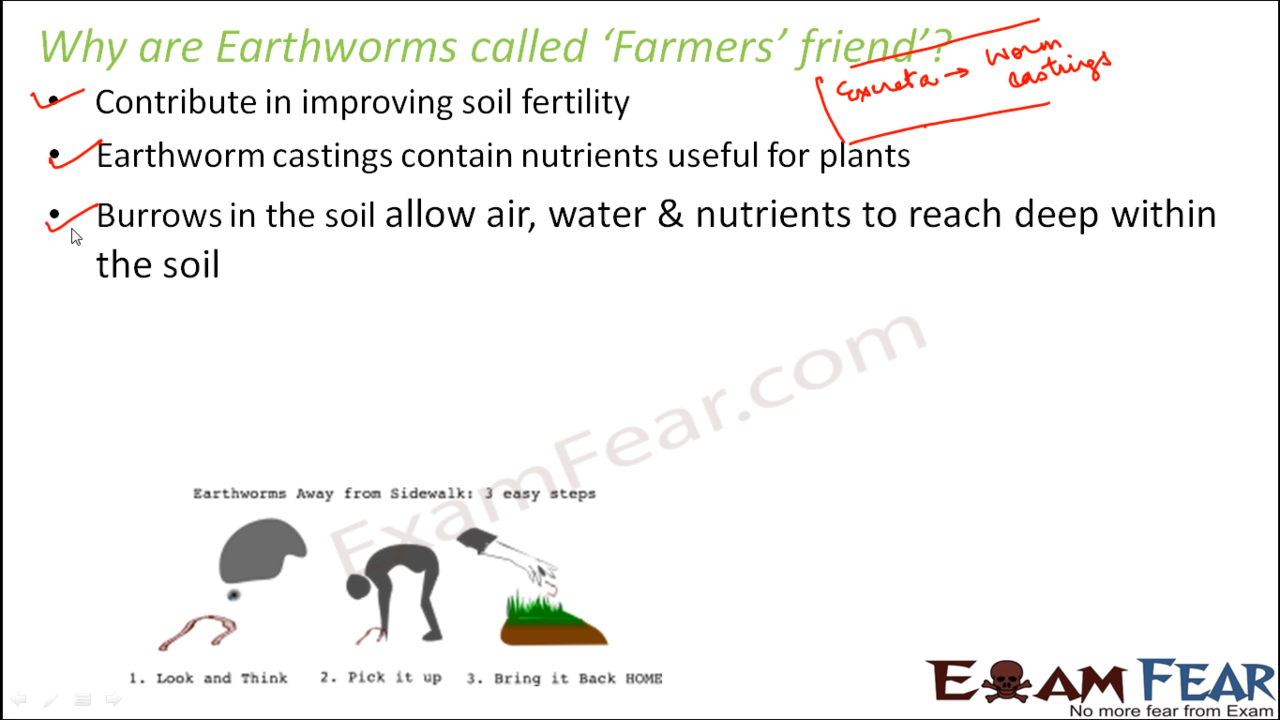 Why are Earthworms called ‘Farmers’ friend’?
Excreta → worm
castings
• Contribute in improving soil fertility
• Earthworm castings contain nutrients useful for plants
• Burrows in the soil allow air, water & nutrients to reach deep within
the soil
ExamFear.com
Earthworms Away from Sidewalk: 3 easy steps
1. Look and Think
2. Pick it up
3. Bring it Back HOME
EXAM FEAR
No more fear from Exam